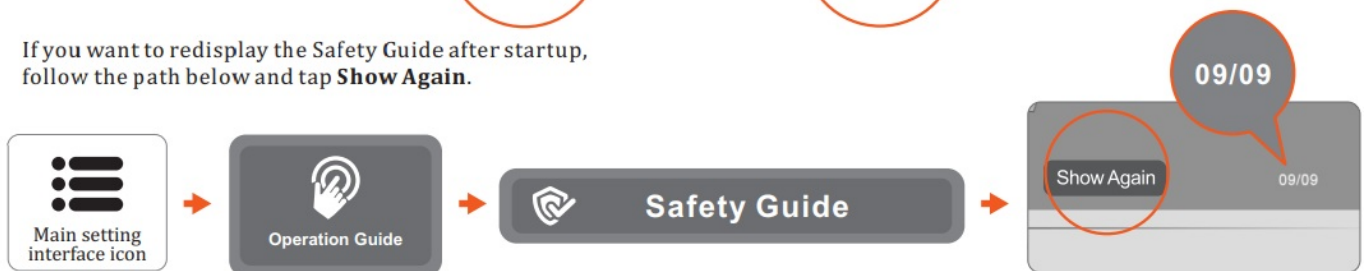 If you want to redisplay the Safety Guide after startup,
follow the path below and tap Show Again.
09/09
Main setting
interface icon
Operation Guide
Safety Guide
Show Again
09/09